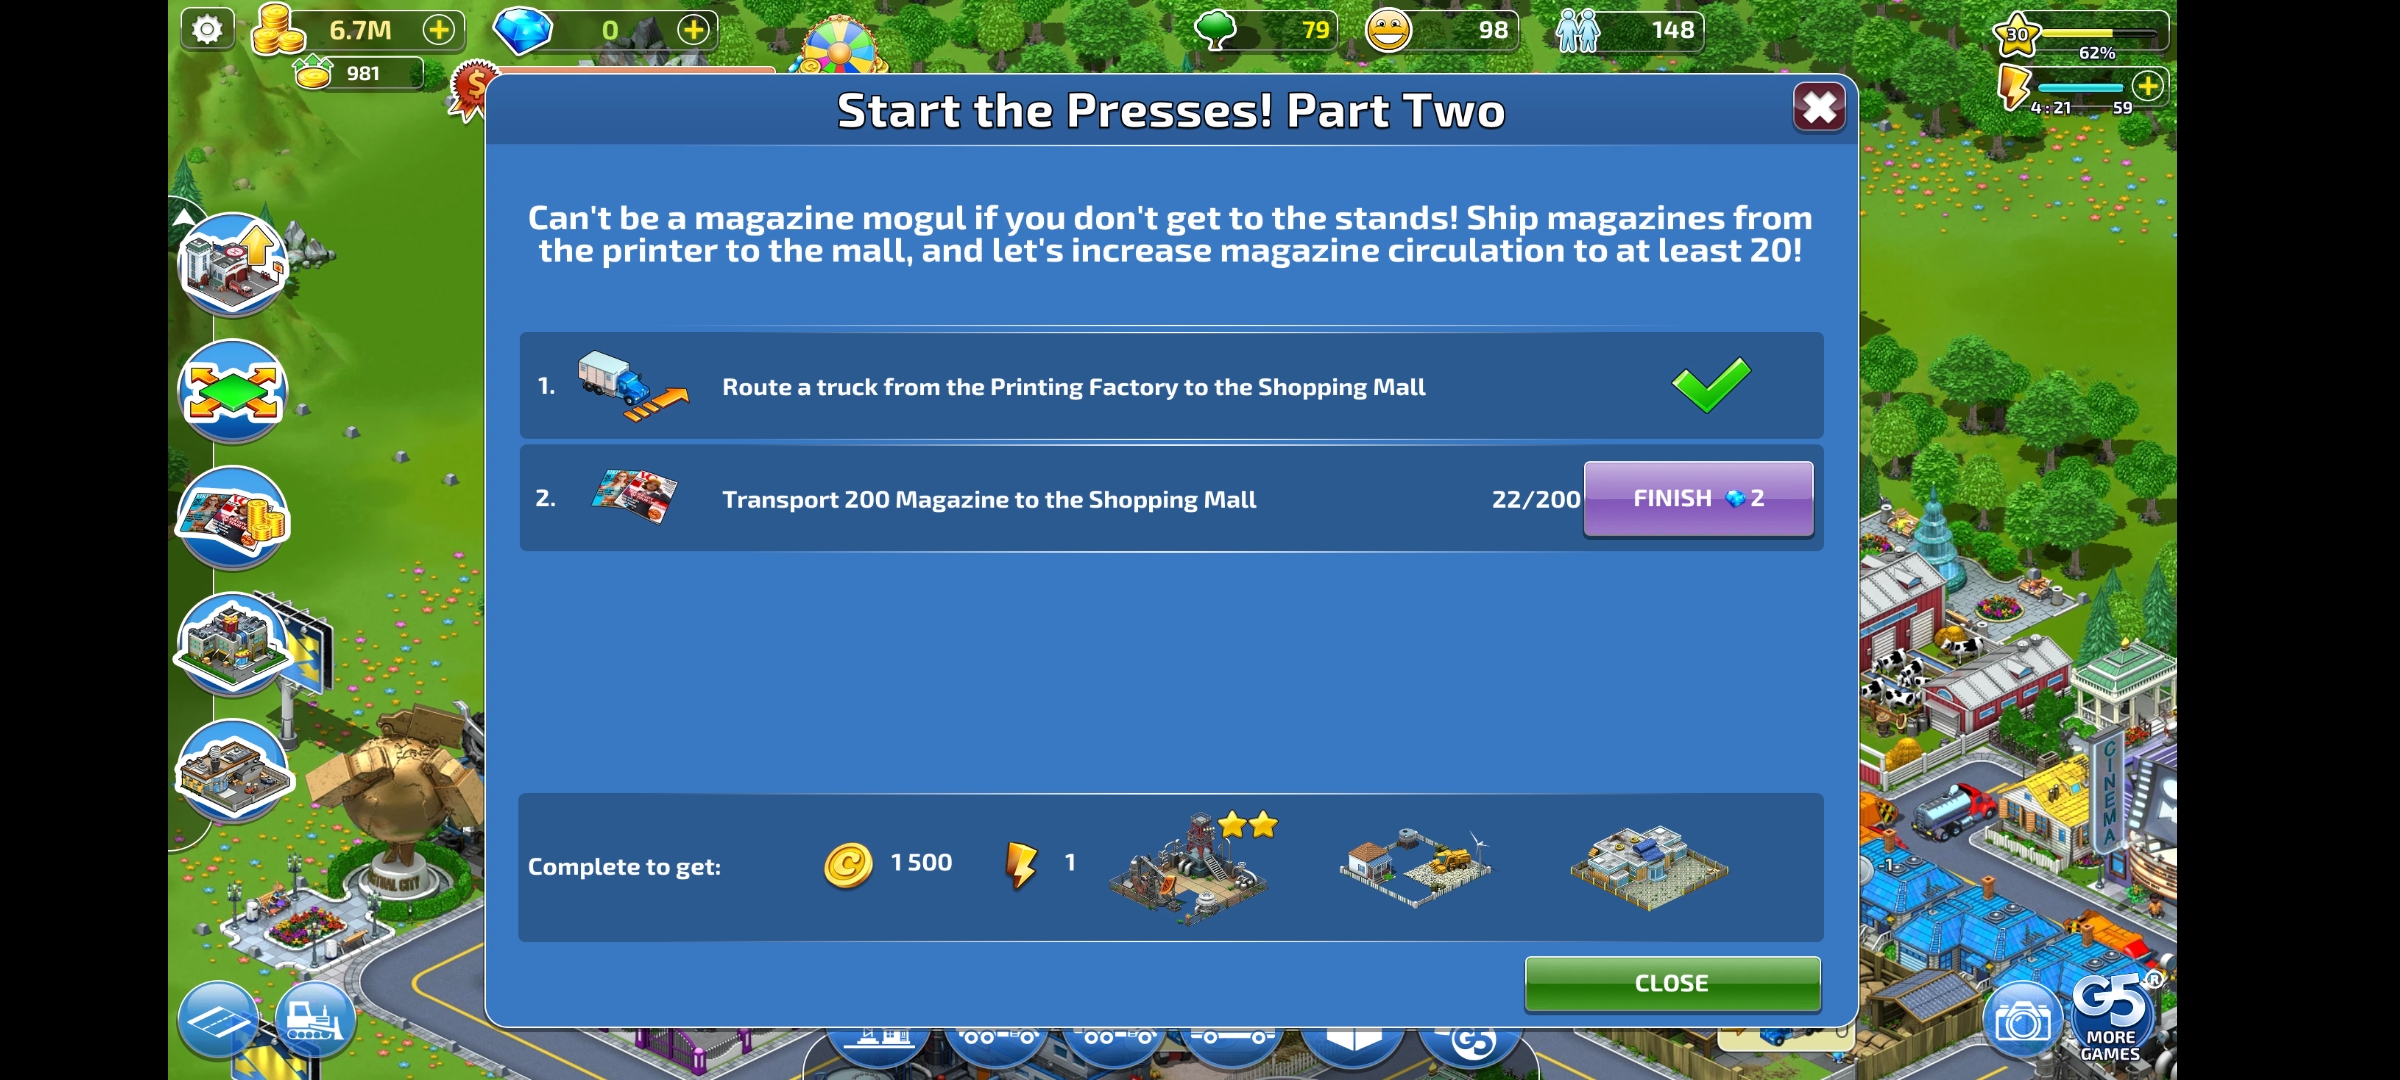 6.7M
0
79
98
148
30
62%
981
4:21
59
Start the Presses! Part Two
Can't be a magazine mogul if you don't get to the stands! Ship magazines from
the printer to the mall, and let's increase magazine circulation to at least 20!
1.
Route a truck from the Printing Factory to the Shopping Mall
2.
Transport 200 Magazine to the Shopping Mall
22/200
FINISH 2
CINEMA
-1
Complete to get:
1 500
1
CLOSE
G5
G5 ®
MORE
GAMES